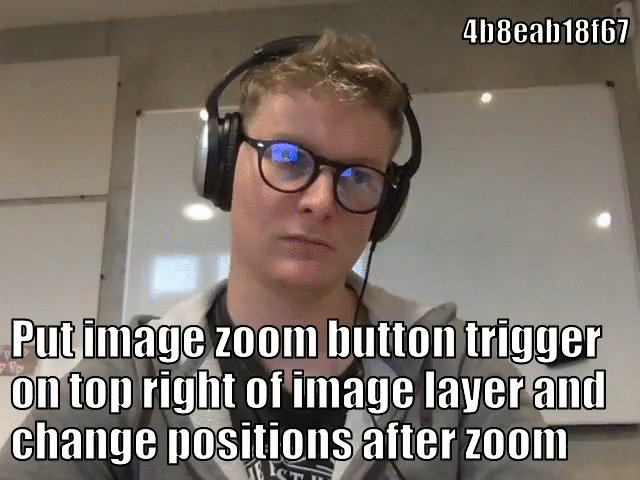 4b8eab18f67
Put image zoom button trigger
on top right of image layer and
change positions after zoom